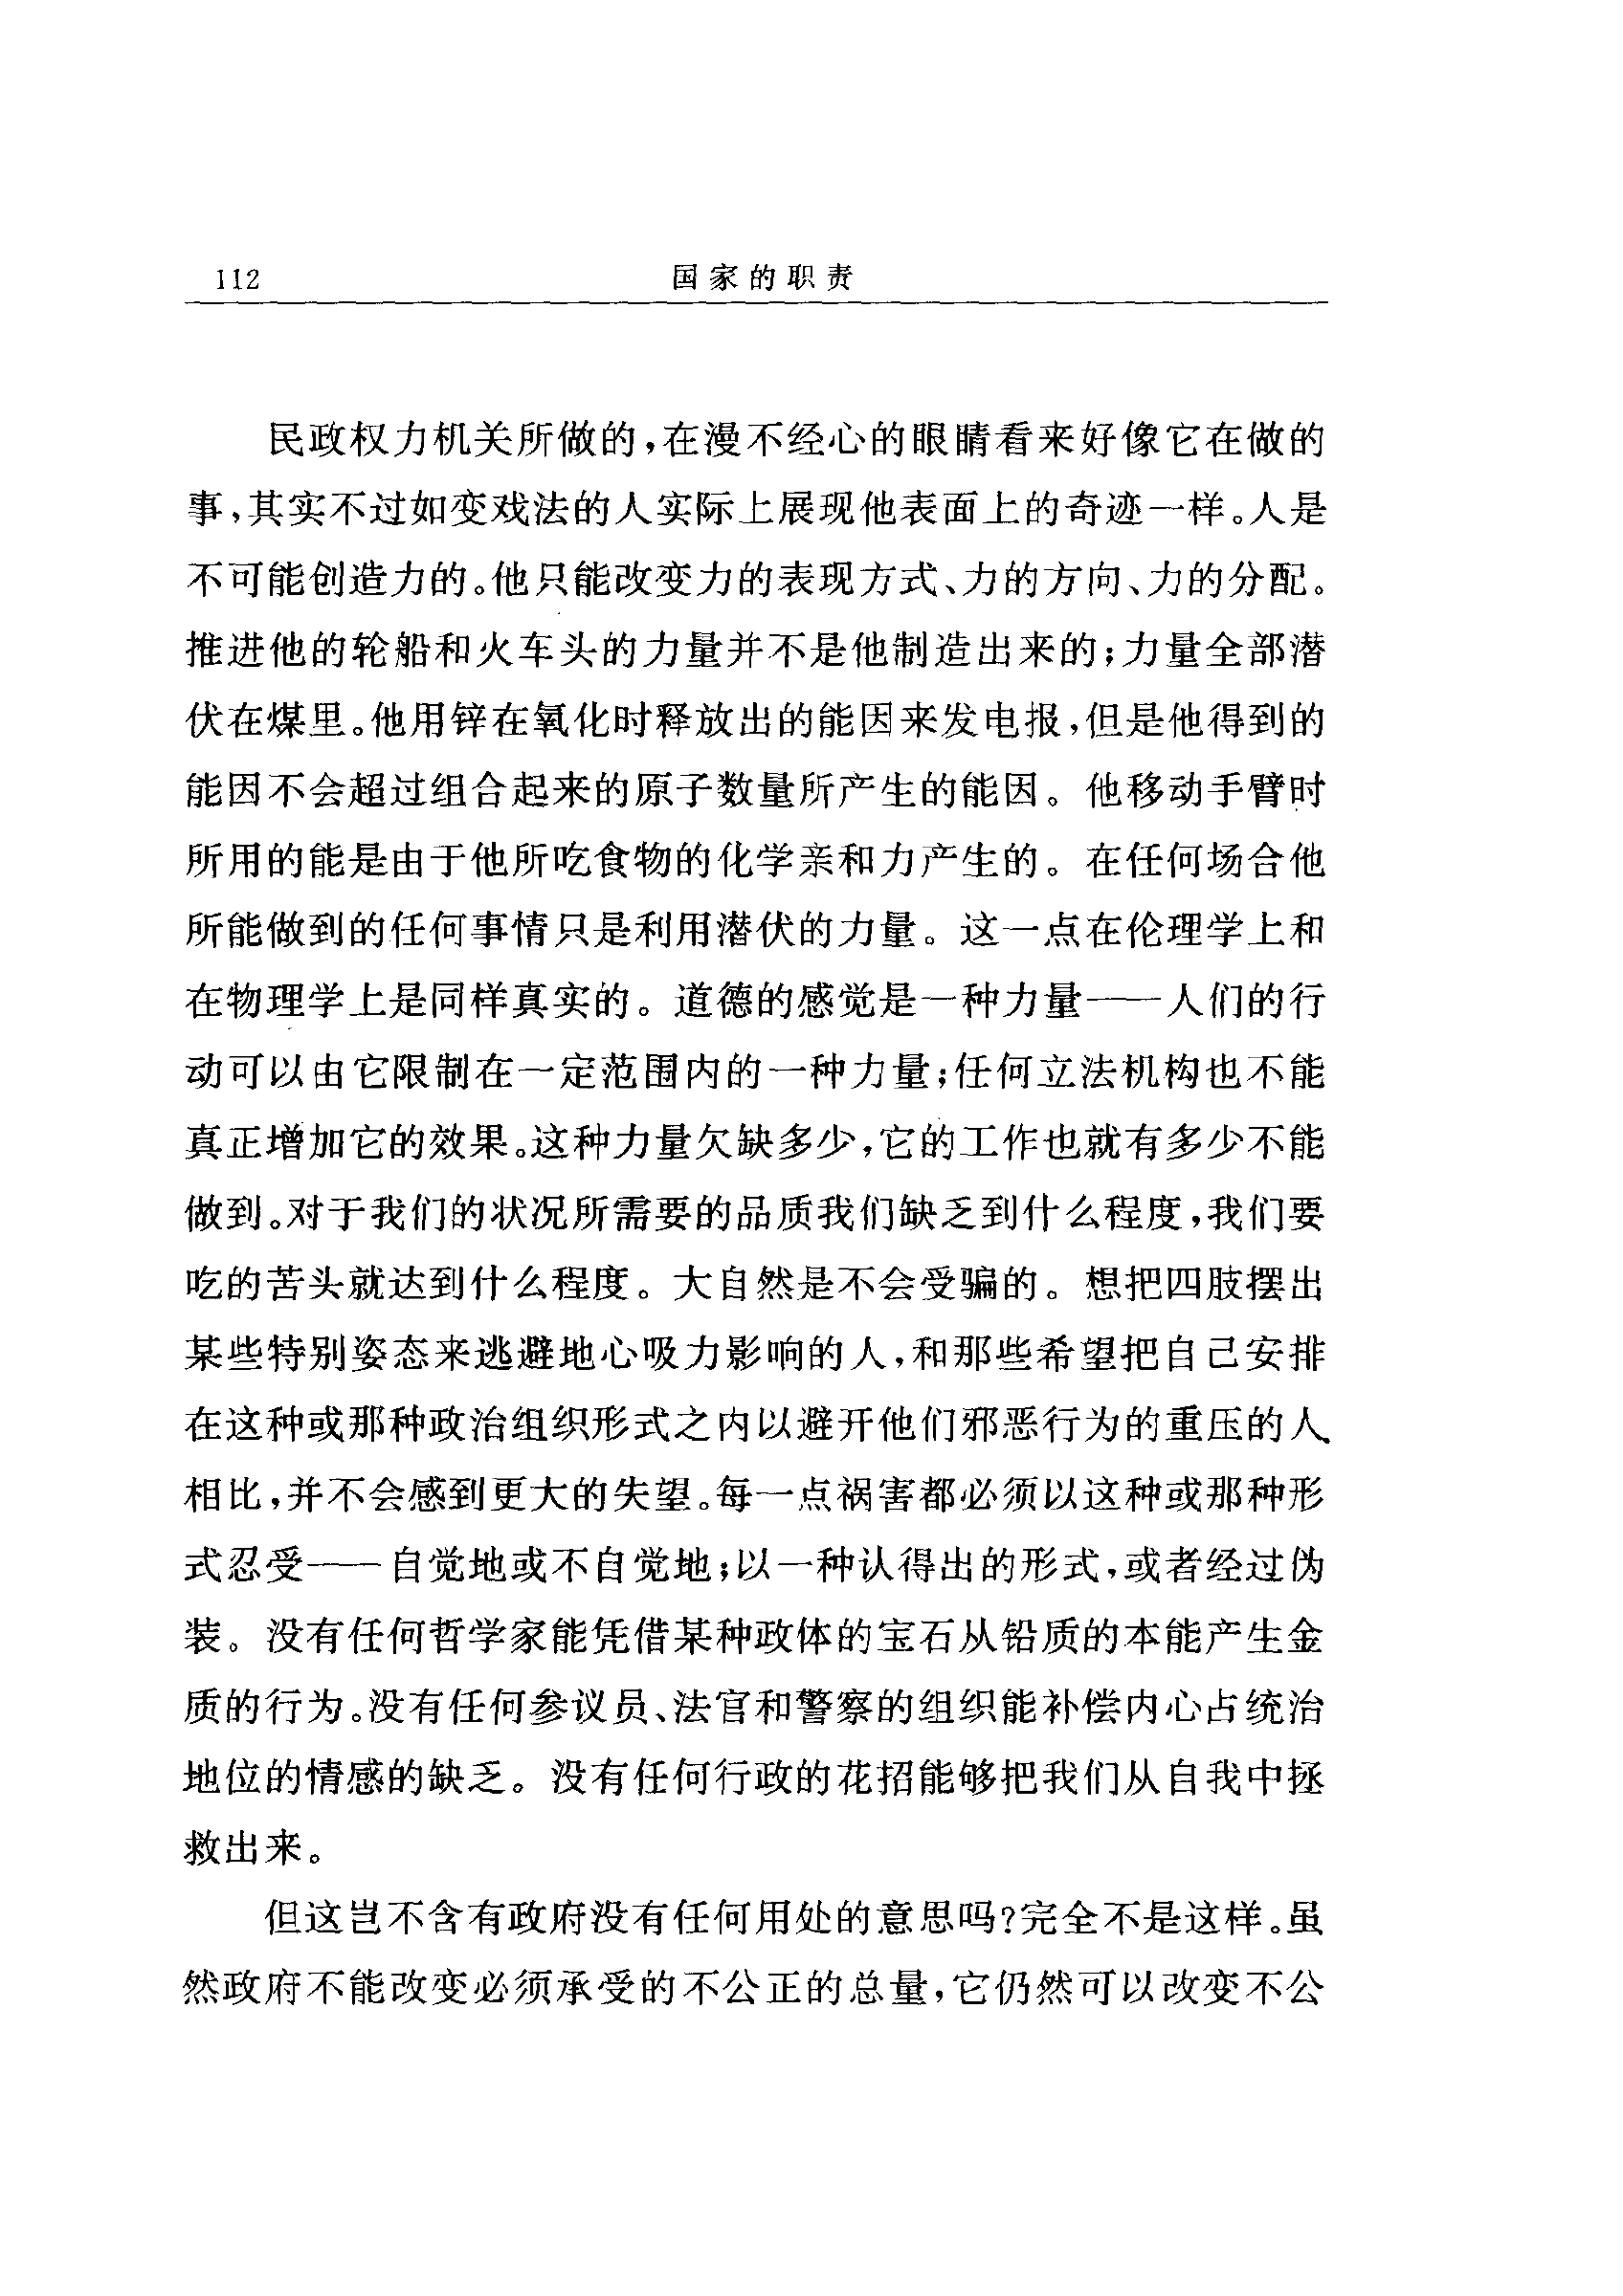 112 国家的职责
民政权力机关所做的,在漫不经心的眼睛看来好像它在做的
事,其实不过如变戏法的人实际上展现他表面上的奇迹一样。人是
不可能创造力的。他只能改变力的表现方式、力的方向、力的分配。
推进他的轮船和火车头的力量并不是他制造出来的;力量全部潜
伏在煤里。他用锌在氧化时释放出的能因来发电报,但是他得到的
能因不会超过组合起来的原子数量所产生的能因。他移动手臂时
所用的能是由于他所吃食物的化学亲和力产生的。在任何场合他
所能做到的任何事情只是利用潜伏的力量。这一点在伦理学上和
在物理学上是同样真实的。道德的感觉是一种力量——人们的行
动可以由它限制在一定范围内的一种力量;任何立法机构也不能
真正增加它的效果。这种力量欠缺多少,它的工作也就有多少不能
做到。对于我们的状况所需要的品质我们缺乏到什么程度,我们要
吃的苦头就达到什么程度。大自然是不会受骗的。想把四肢摆出
某些特别姿态来逃避地心吸力影响的人,和那些希望把自己安排
在这种或那种政治组织形式之内以避开他们邪恶行为的重压的人
相比,并不会感到更大的失望。每一点祸害都必须以这种或那种形
式忍受——自觉地或不自觉地;以一种认得出的形式,或者经过伪
装。没有任何哲学家能凭借某种政体的宝石从铅质的本能产生金
质的行为。没有任何参议员、法官和警察的组织能补偿内心占统治
地位的情感的缺乏。没有任何行政的花招能够把我们从自我中拯
救出来。
但这岂不含有政府没有任何用处的意思吗?完全不是这样。虽
然政府不能改变必须承受的不公正的总量,它仍然可以改变不公